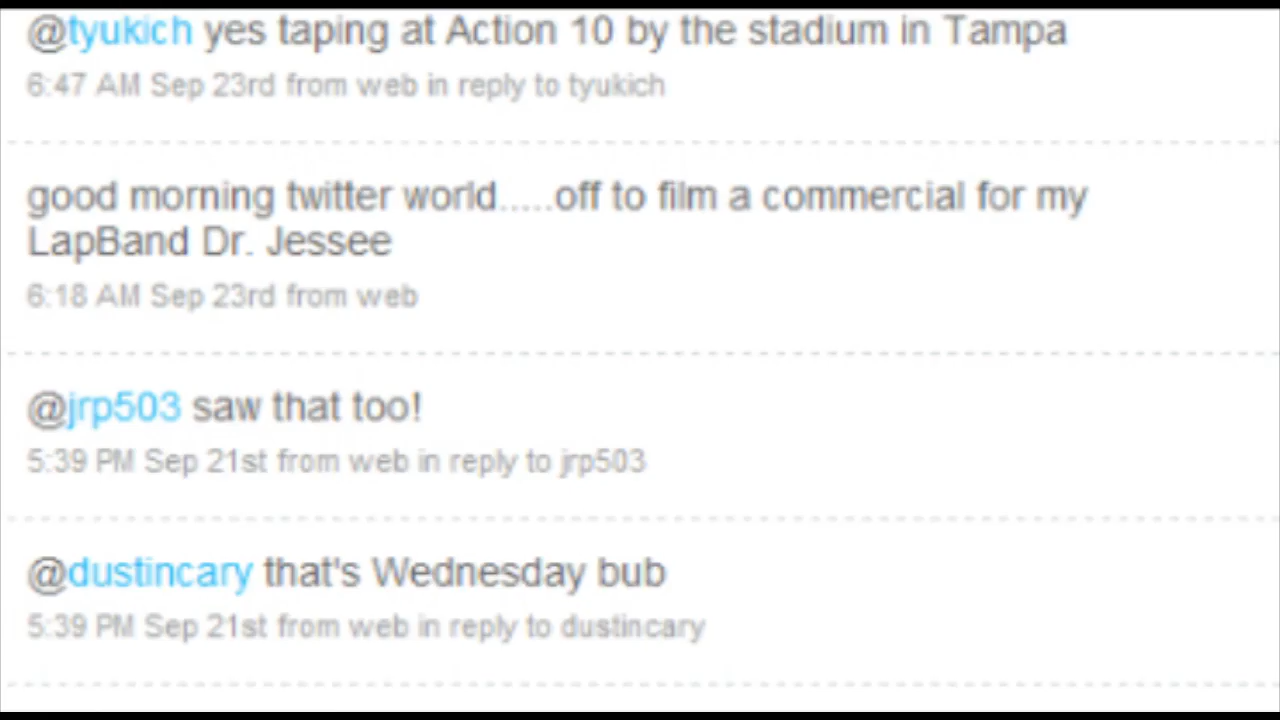 @tyukich yes taping at Action 10 by the stadium in Tampa
6:47 AM Sep 23rd from web in reply to tyukich
good morning twitter world.....off to film a commercial for my
LapBand Dr. Jessee
6:18 AM Sep 23rd from web
@jrp503 saw that too!
5:39 PM Sep 21st from web in reply to jrp503
@dustincary that's Wednesday bub
5:39 PM Sep 21st from web in reply to dustincary